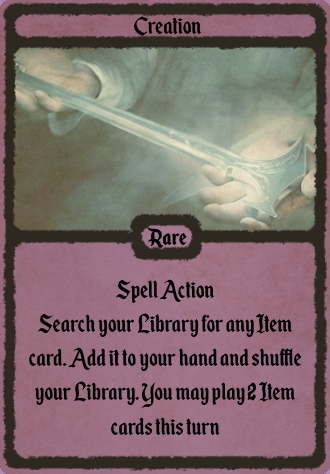 Creation
Rare
Spell Action
Search your Library for any Item
card. Add it to your hand and shuffle
your Library. You may play 2 Item
cards this turn